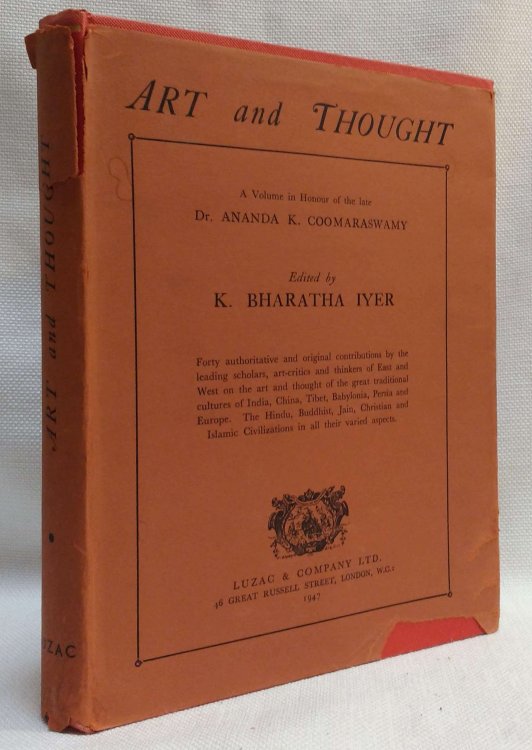 ART and THOUGHT
A Volume in Honour of the late
Dr. ANANDA K. COOMARASWAMY
Edited by
K. BHARATHA IYER
Forty authoritative and original contributions by the
leading scholars, art-critics and thinkers of East and
West on the art and thought of the great traditional
cultures of India, China, Tibet, Babylonia, Persia and
Europe. The Hindu, Buddhist, Jain, Christian and
Islamic Civilizations in all their varied aspects.
LUZAC & COMPANY LTD.
46 GREAT RUSSELL STREET, LONDON, W.C.1
1947
ART and THOUGHT
LUZAC